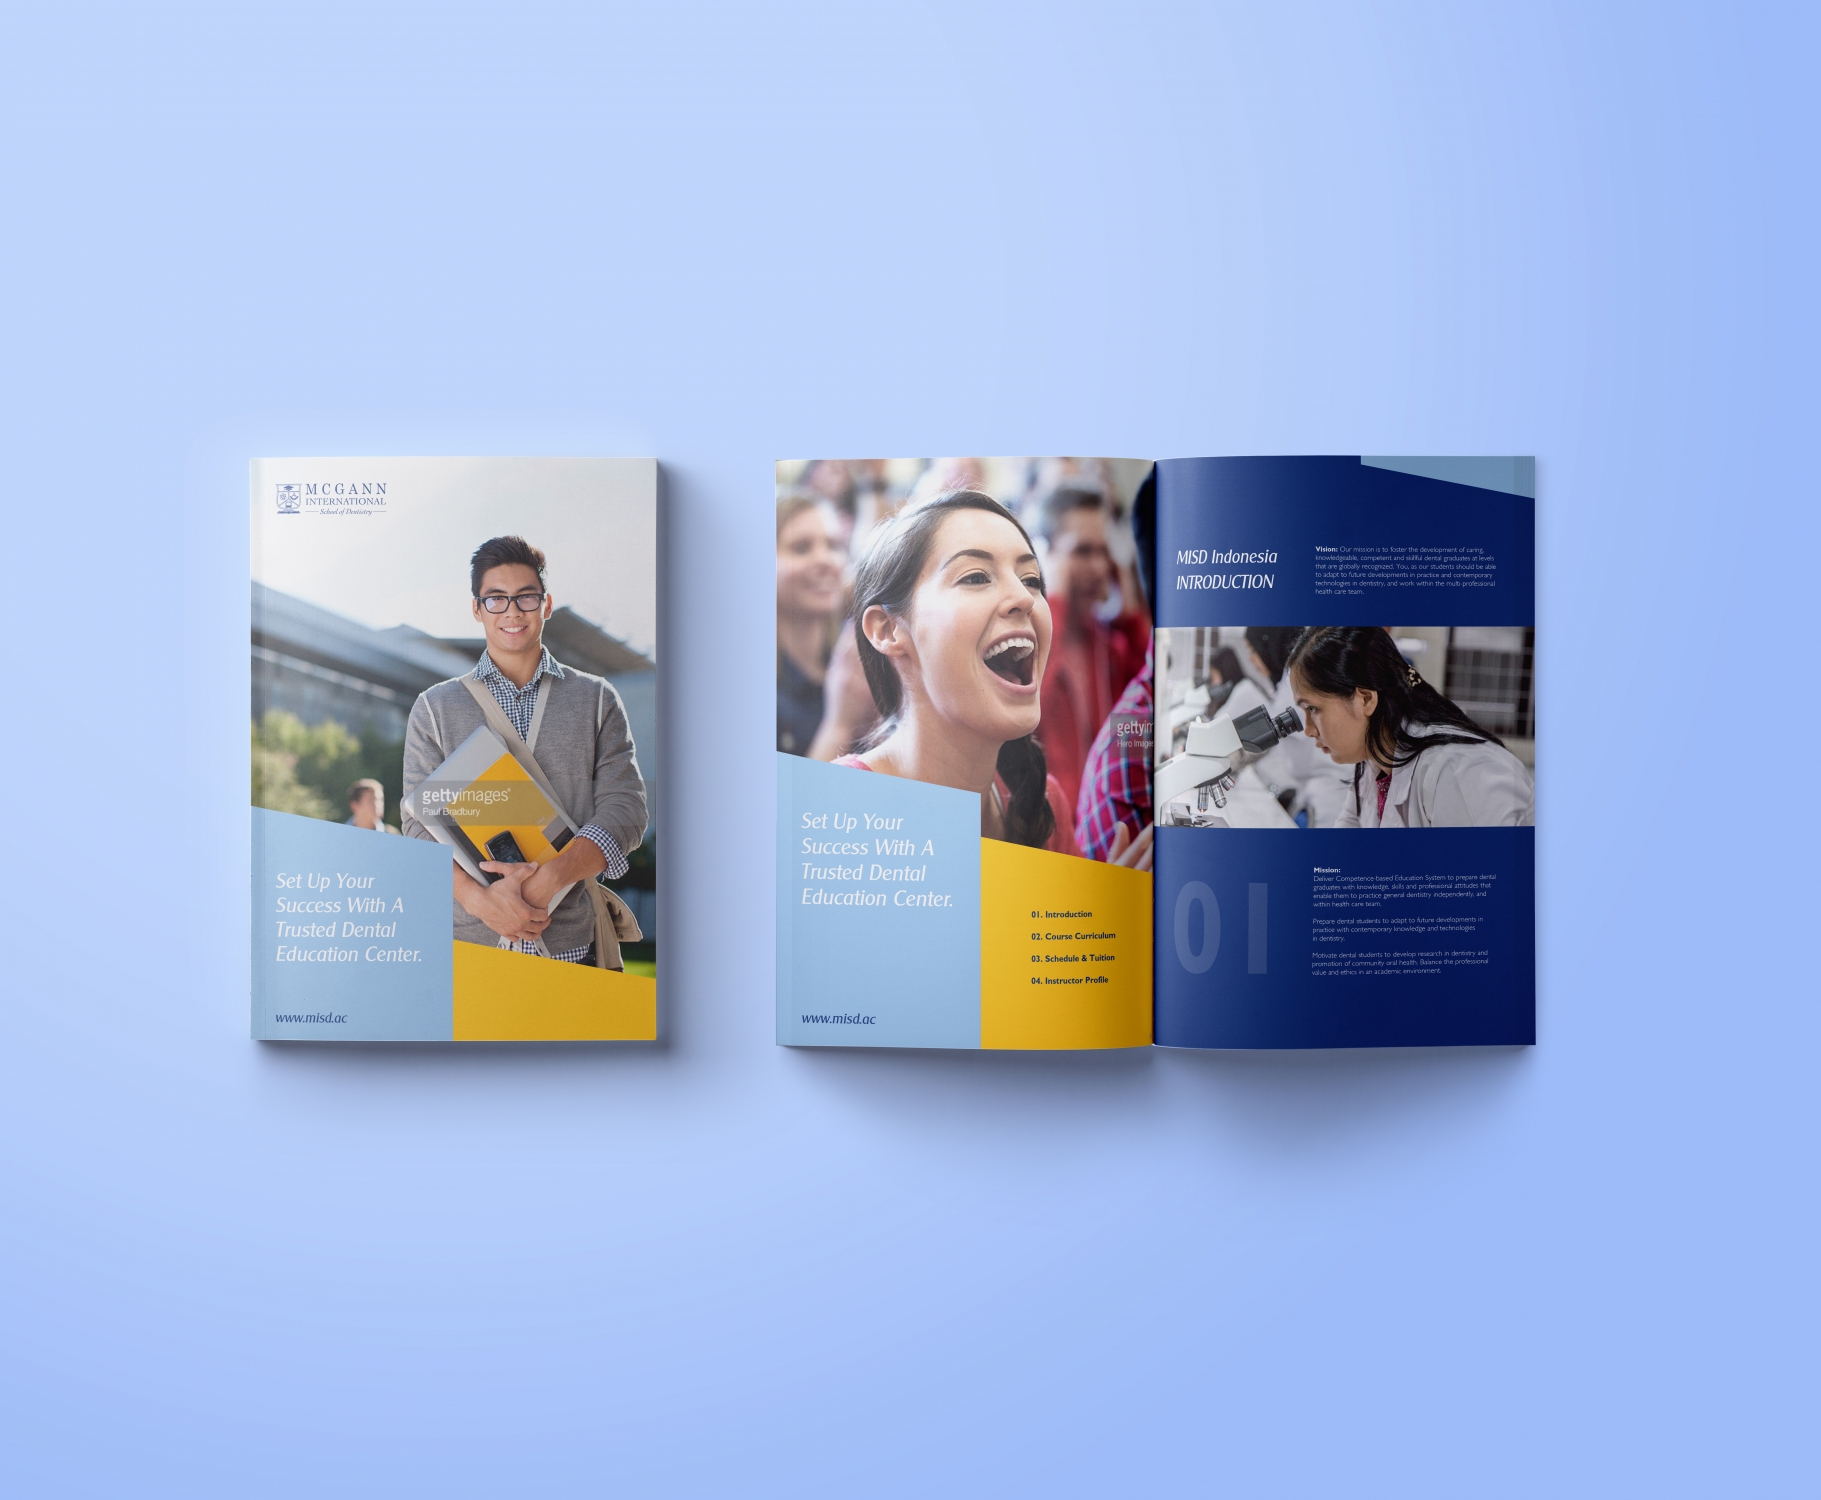 MCGANN
INTERNATIONAL
School of Dentistry
gettyimages®
Paul Bradbury
Set Up Your
Success With A
Trusted Dental
Education Center.
www.misd.ac
gettyim
Hero Images
Set Up Your
Success With A
Trusted Dental
Education Center.
01. Introduction
02. Course Curriculum
03. Schedule & Tuition
04. Instructor Profile
www.misd.ac
MISD Indonesia
INTRODUCTION
Vision: Our mission is to foster the development of caring,
knowledgeable, competent and skillful dental graduates at levels
that are globally recognized. You, as our students should be able
to adapt to future developments in practice and contemporary
technologies in dentistry, and work within the multi-professional
health care team.
01
Mission:
Deliver Competence-based Education System to prepare dental
graduates with knowledge, skills and professional attitudes that
enable them to practice general dentistry independently, and
within health care team.
Prepare dental students to adapt to future developments in
practice with contemporary knowledge and technologies
in dentistry.
Motivate dental students to develop research in dentistry and
promotion of community oral health. Balance the professional
value and ethics in an academic environment.